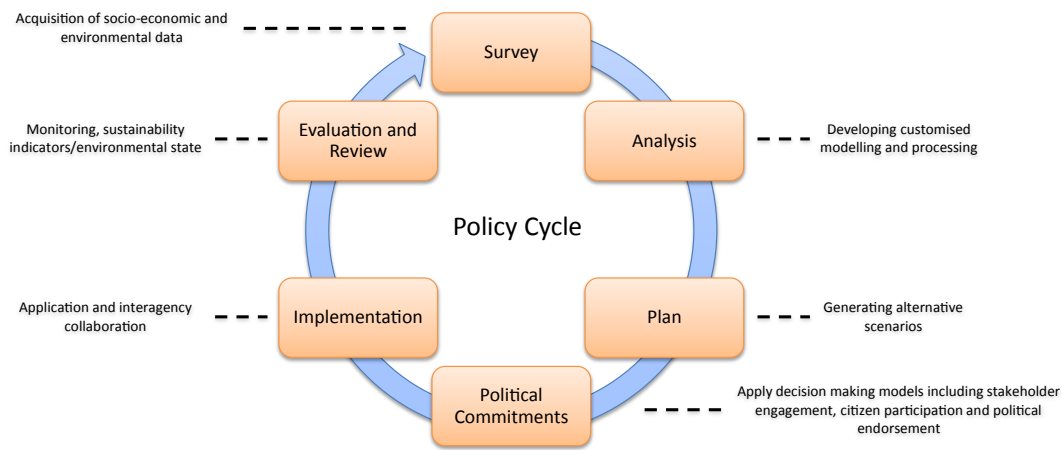 Acquisition of socio-economic and
environmental data
Survey
Monitoring, sustainability
indicators/environmental state
Evaluation and
Review
Analysis
Developing customised
modelling and processing
Policy Cycle
Application and interagency
collaboration
Implementation
Plan
Generating alternative
scenarios
Political
Commitments
Apply decision making models including stakeholder
engagement, citizen participation and political
endorsement